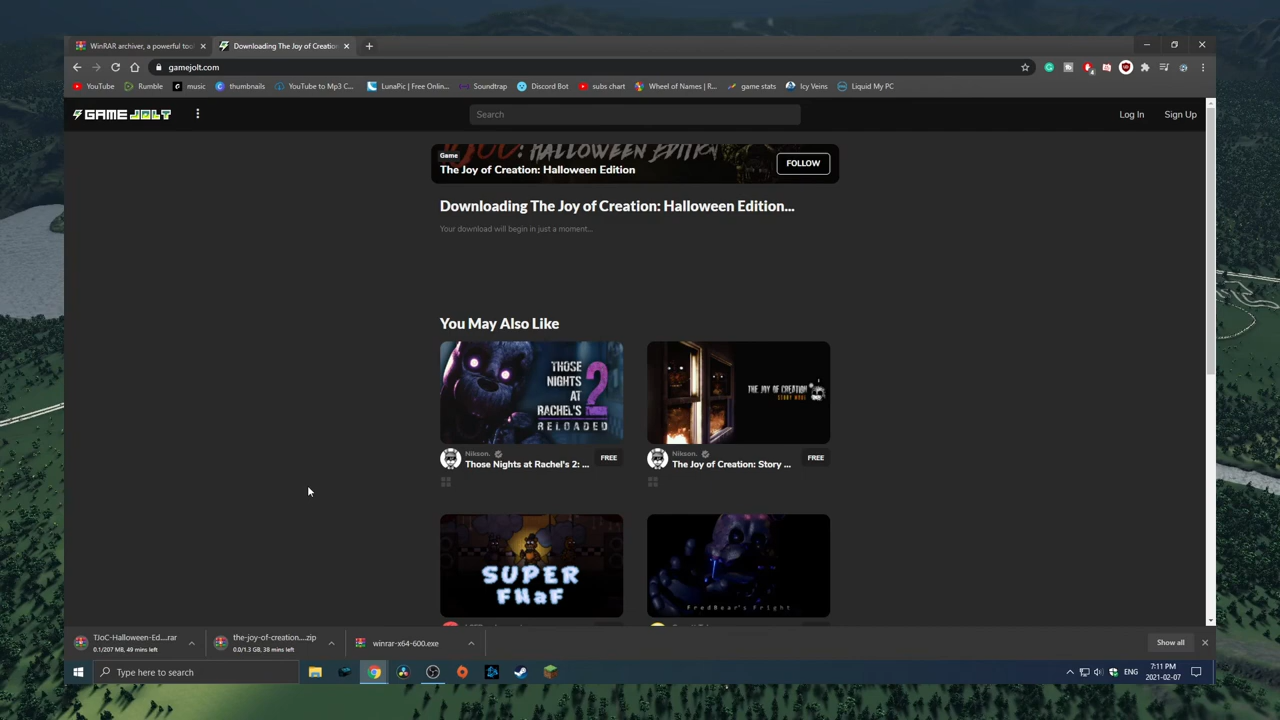 WinRAR archiver, a powerful too
Downloading The Joy of Creatio
gamejolt.com
YouTube
Rumble
music
thumbnails
YouTube to Mp3 C...
LunaPic | Free Onlin...
Soundtrap
Discord Bot
subs chart
Wheel of Names | R...
game stats
Icy Veins
Liquid My PC
GAME JOLT
Search
Log In
Sign Up
TJOC: HALLOWEEN EDITION
Game
The Joy of Creation: Halloween Edition
FOLLOW
Downloading The Joy of Creation: Halloween Edition...
Your download will begin in just a moment...
You May Also Like
THOSE
NIGHTS
AT
RACHEL'S
2
RELOADED
THE JOY OF CREATION
STORY MODE
Nikson.
Those Nights at Rachel's 2: ...
FREE
Nikson.
The Joy of Creation: Story ...
FREE
SUPER
FNaF
FredBear's Fright
TJoC-Halloween-Ed....rar
0.1/207 MB, 49 mins left
the-joy-of-creation....zip
0.0/1.3 GB, 38 mins left
winrar-x64-600.exe
Show all
Type here to search
ENG
7:11 PM
2021-02-07